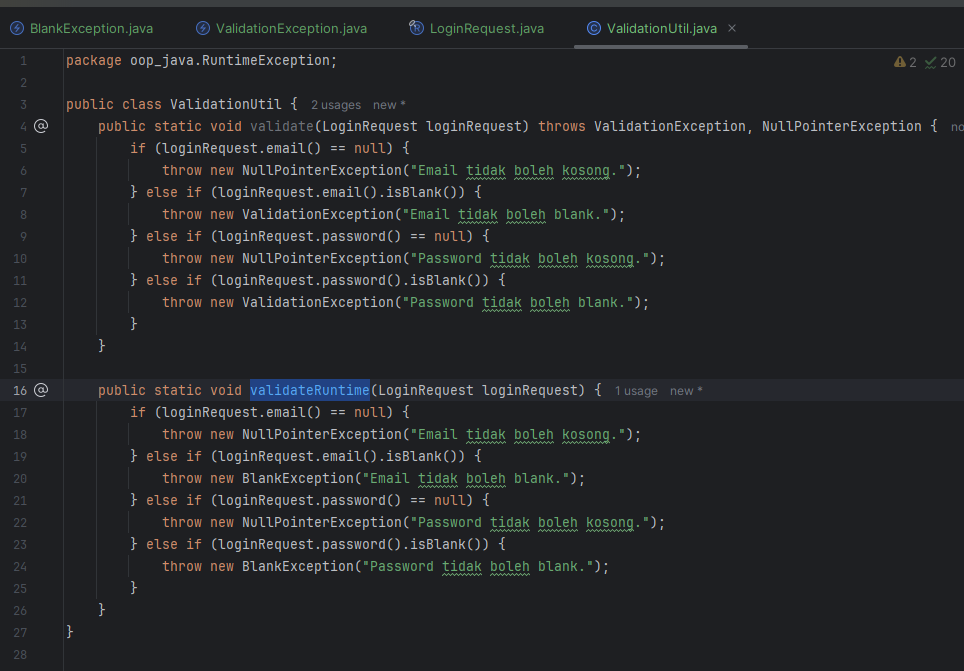 BlankException.java ValidationException.java LoginRequest.java ValidationUtil.java
1 package oop_java.RuntimeException; 2 20
2
3 public class ValidationUtil { 2 usages new *
4 public static void validate(LoginRequest loginRequest) throws ValidationException, NullPointerException { no
5 if (loginRequest.email() == null) {
6 throw new NullPointerException("Email tidak boleh kosong.");
7 } else if (loginRequest.email().isBlank()) {
8 throw new ValidationException("Email tidak boleh blank.");
9 } else if (loginRequest.password() == null) {
10 throw new NullPointerException("Password tidak boleh kosong.");
11 } else if (loginRequest.password().isBlank()) {
12 throw new ValidationException("Password tidak boleh blank.");
13 }
14 }
15
16 public static void validateRuntime(LoginRequest loginRequest) { 1 usage new *
17 if (loginRequest.email() == null) {
18 throw new NullPointerException("Email tidak boleh kosong.");
19 } else if (loginRequest.email().isBlank()) {
20 throw new BlankException("Email tidak boleh blank.");
21 } else if (loginRequest.password() == null) {
22 throw new NullPointerException("Password tidak boleh kosong.");
23 } else if (loginRequest.password().isBlank()) {
24 throw new BlankException("Password tidak boleh blank.");
25 }
26 }
27 }
28